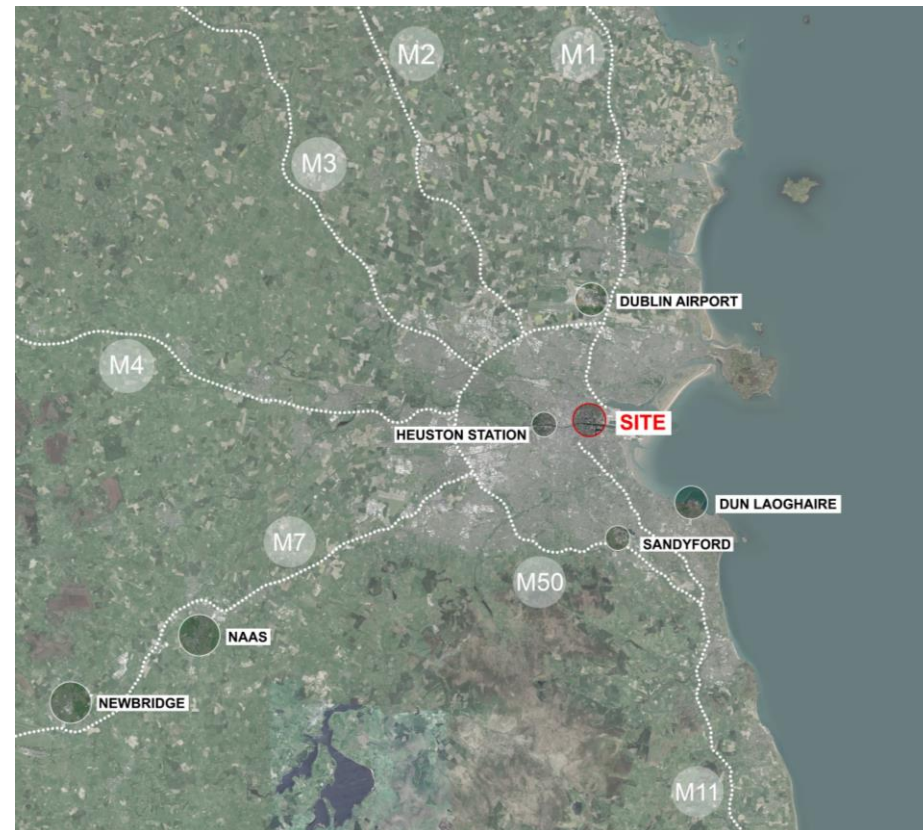 M2
M1
M3
DUBLIN AIRPORT
M4
SITE
HEUSTON STATION
DUN LAOGHAIRE
M7
SANDYFORD
M50
NAAS
NEWBRIDGE
M11